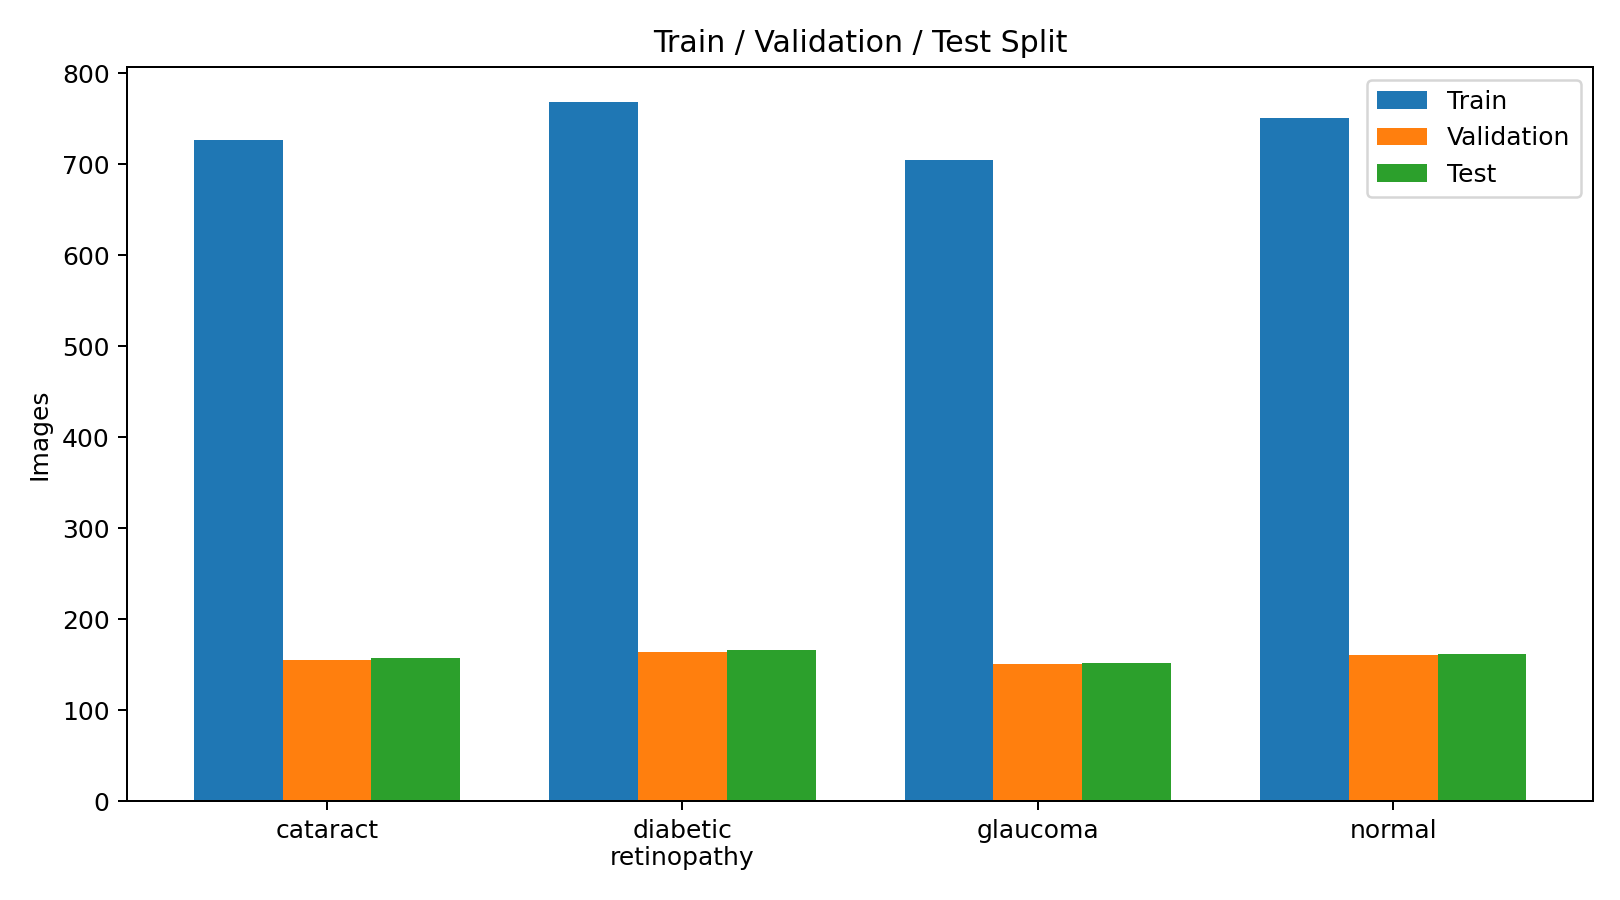 Train / Validation / Test Split
800
700
600
500
400
300
200
100
0
Images
Train
Validation
Test
cataract
diabetic
retinopathy
glaucoma
normal